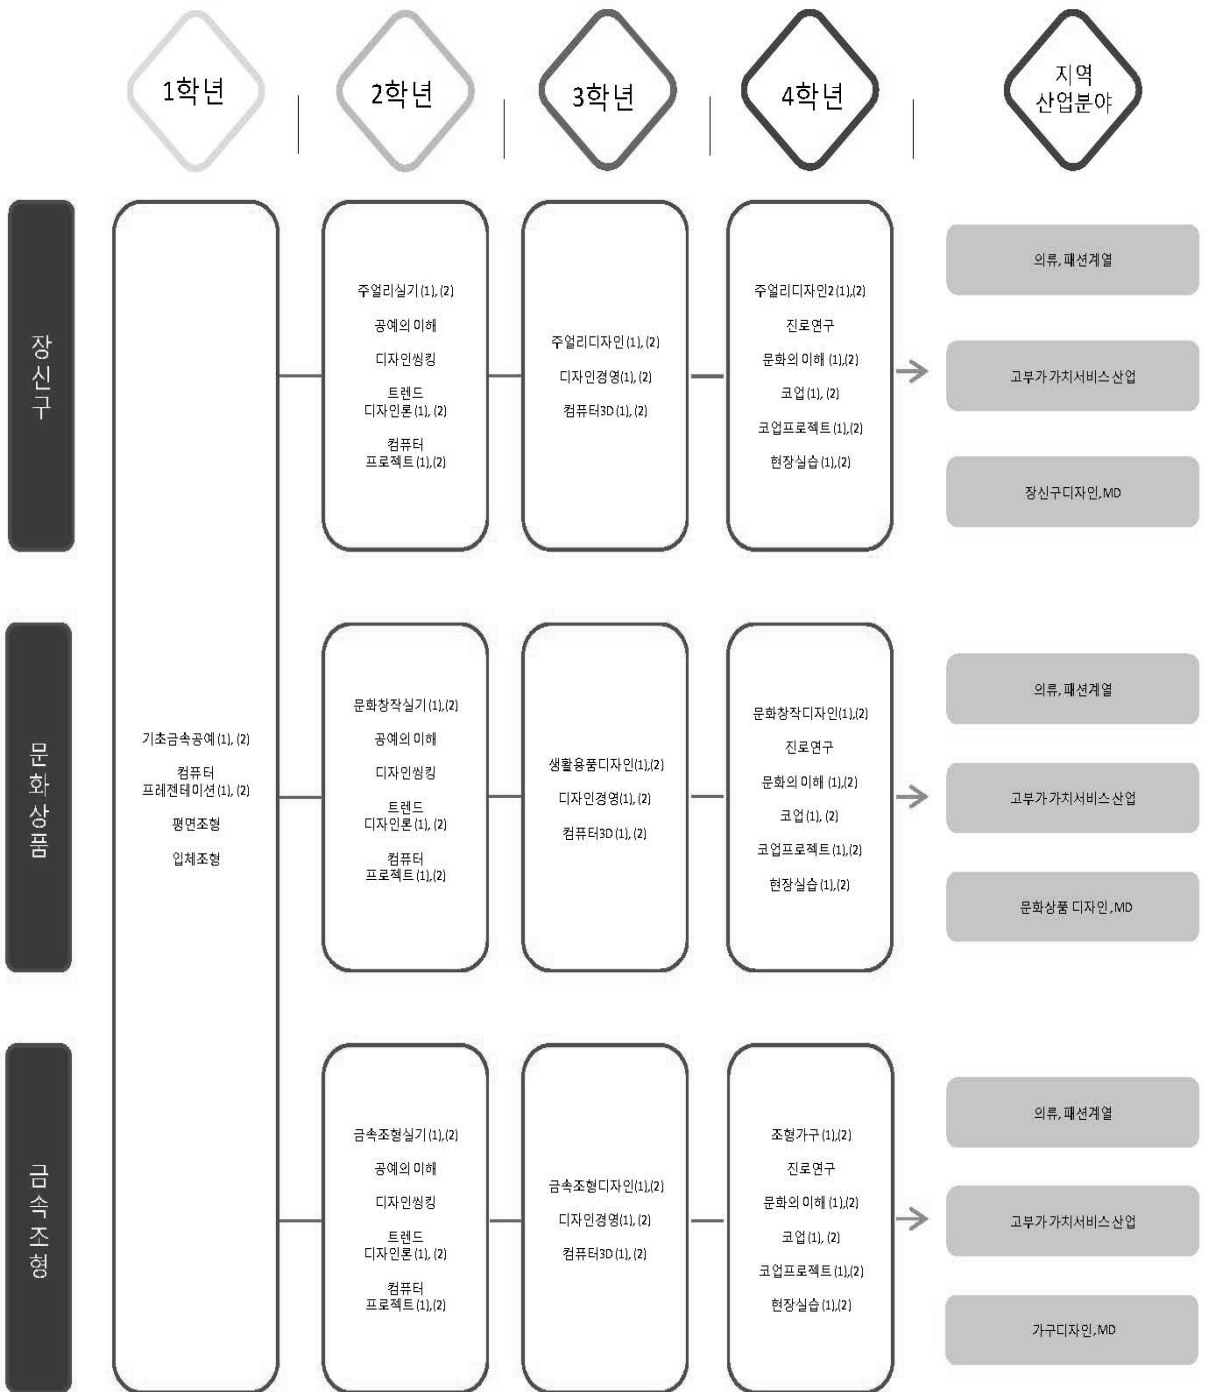 1학년
2학년
3학년
4학년
지역
산업분야
장신구
주얼리실기(1), (2)
공예의 이해
디자인씽킹
트렌드
디자인론(1), (2)
컴퓨터
프로젝트(1),(2)
주얼리디자인(1), (2)
디자인경영(1), (2)
컴퓨터3D(1), (2)
주얼리디자인2(1),(2)
진로연구
문화의 이해 (1),(2)
코업(1), (2)
코업프로젝트(1),(2)
현장실습(1),(2)
의류, 패션계열
고부가가치서비스 산업
장신구디자인, MD
기초금속공예(1), (2)
컴퓨터
프레젠테이션(1), (2)
평면조형
입체조형
문화상품
문화창작실기(1),(2)
공예의 이해
디자인씽킹
트렌드
디자인론(1), (2)
컴퓨터
프로젝트(1),(2)
생활용품디자인(1),(2)
디자인경영(1), (2)
컴퓨터3D(1), (2)
문화창작디자인(1),(2)
진로연구
문화의 이해 (1),(2)
코업(1), (2)
코업프로젝트(1),(2)
현장실습(1),(2)
의류, 패션계열
고부가가치서비스 산업
문화상품 디자인, MD
금속조형
금속조형실기(1),(2)
공예의 이해
디자인씽킹
트렌드
디자인론(1), (2)
컴퓨터
프로젝트(1),(2)
금속조형디자인(1),(2)
디자인경영(1), (2)
컴퓨터3D(1), (2)
조형가구(1),(2)
진로연구
문화의 이해 (1),(2)
코업(1), (2)
코업프로젝트(1),(2)
현장실습(1),(2)
의류, 패션계열
고부가가치서비스 산업
가구디자인, MD